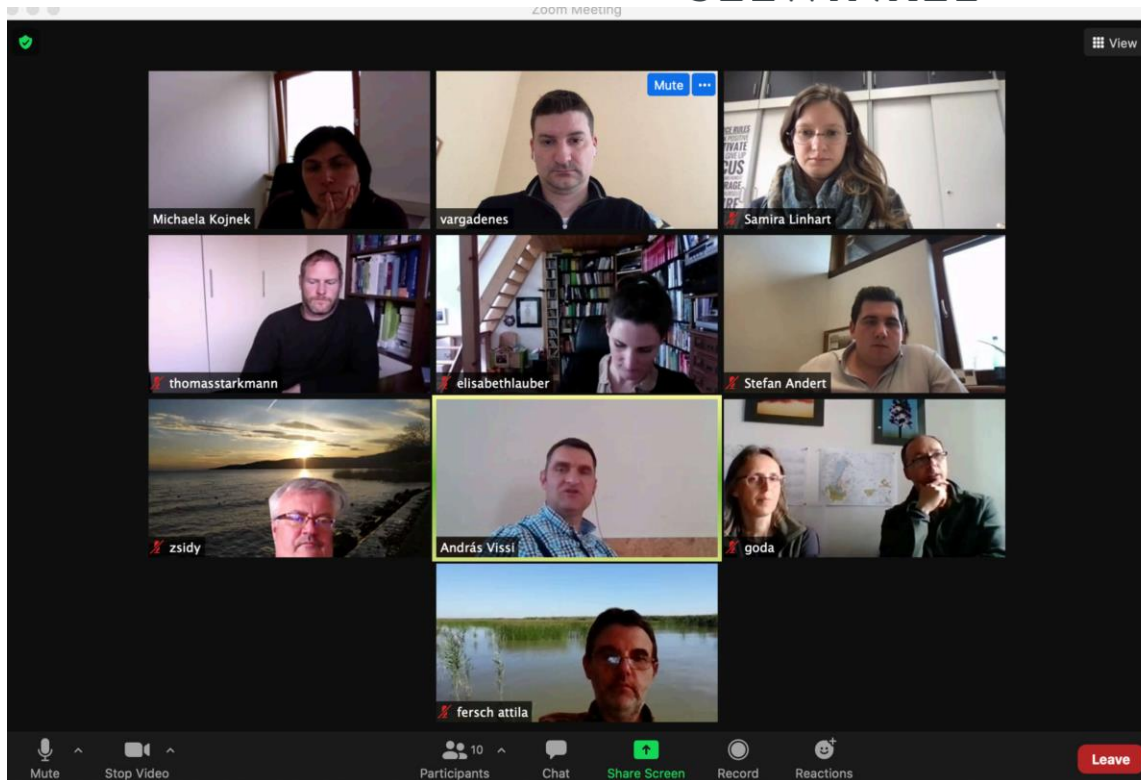 Zoom Meeting
View
Mute
Michaela Kojnek
vargadenes
Samira Linhart
thomasstarkmann
elisabethlauber
Stefan Andert
zsidy
András Vissi
goda
fersch attila
Mute
Stop Video
10
Participants
Chat
Share Screen
Record
Reactions
Leave